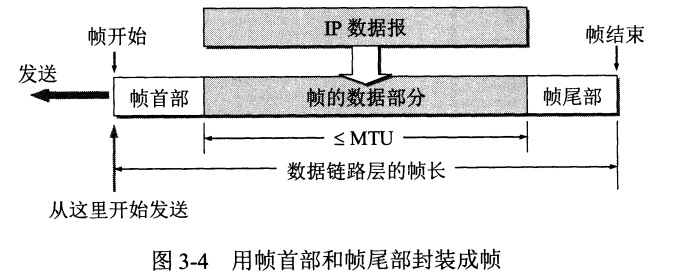 IP 数据报
帧开始
帧结束
发送
帧首部
帧的数据部分
帧尾部
≤ MTU
数据链路层的帧长
从这里开始发送
图 3-4 用帧首部和帧尾部封装成帧